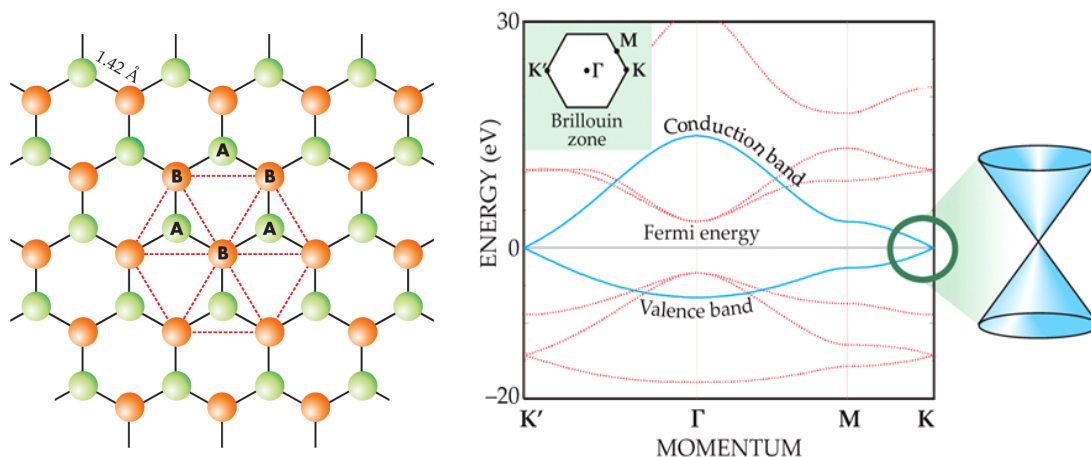 1.42 Å
A
B
B
A
A
B
30
ENERGY (eV)
0
–20
M
K′
Γ
K
Brillouin
zone
Conduction band
Fermi energy
Valence band
K′
Γ
M
K
MOMENTUM